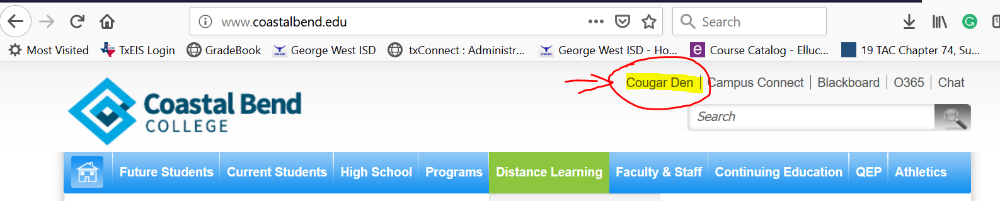 www.coastalbend.edu
Search
Most Visited TxEIS Login GradeBook George West ISD txConnect : Administr... George West ISD - Ho... Course Catalog - Elluc... 19 TAC Chapter 74, Su...
Cougar Den Campus Connect Blackboard O365 Chat
Coastal Bend
COLLEGE
Search
Future Students Current Students High School Programs Distance Learning Faculty & Staff Continuing Education QEP Athletics